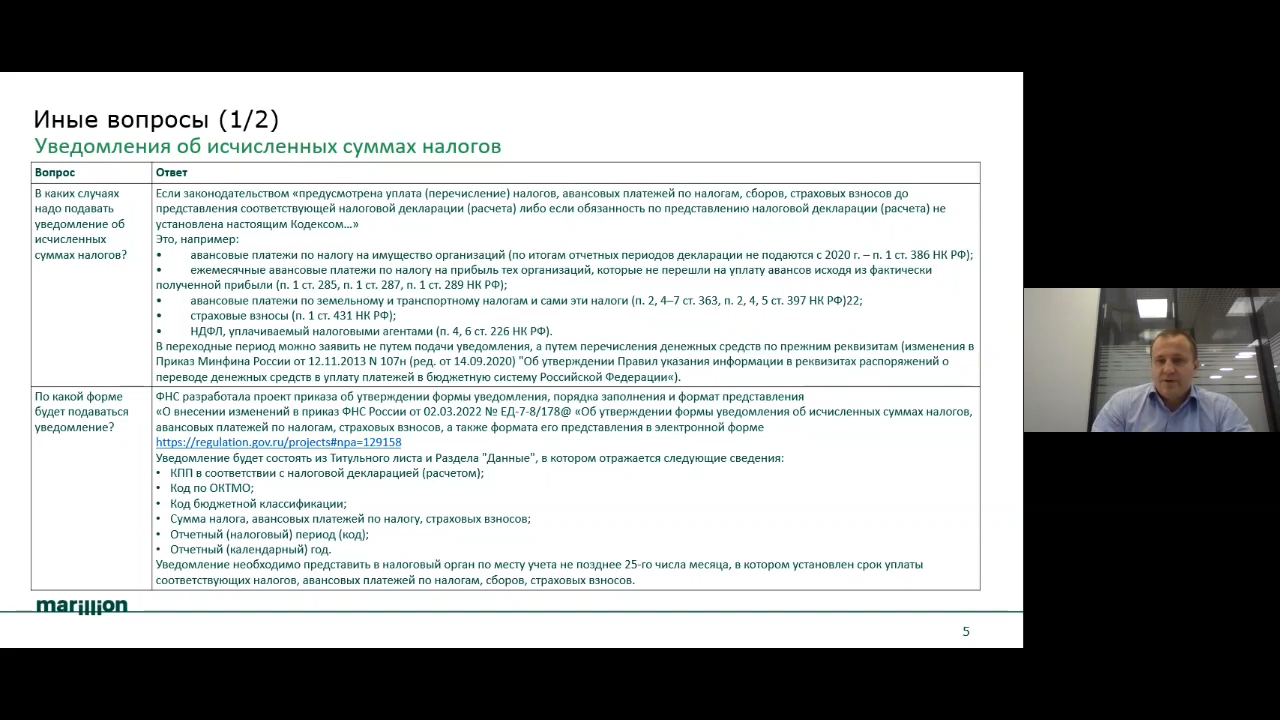 Иные вопросы (1/2)
Уведомления об исчисленных суммах налогов
Вопрос
Ответ
В каких случаях
надо подавать
уведомление об
исчисленных
суммах налогов?
Если законодательством «предусмотрена уплата (перечисление) налогов, авансовых платежей по налогам, сборов, страховых взносов до
представления соответствующей налоговой декларации (расчета) либо если обязанность по представлению налоговой декларации (расчета) не
установлена настоящим Кодексом...»
Это, например:
• авансовые платежи по налогу на имущество организаций (по итогам отчетных периодов декларации не подаются с 2020 г. – п. 1 ст. 386 НК РФ);
• ежемесячные авансовые платежи по налогу на прибыль тех организаций, которые не перешли на уплату авансов исходя из фактически
полученной прибыли (п. 1 ст. 285, п. 1 ст. 287, п. 1 ст. 289 НК РФ);
• авансовые платежи по земельному и транспортному налогам и сами эти налоги (п. 2, 4–7 ст. 363, п. 2, 4, 5 ст. 397 НК РФ)22;
• страховые взносы (п. 1 ст. 431 НК РФ);
• НДФЛ, уплачиваемый налоговыми агентами (п. 4, 6 ст. 226 НК РФ).
В переходные период можно заявить не путем подачи уведомления, а путем перечисления денежных средств по прежним реквизитам (изменения в
Приказ Минфина России от 12.11.2013 N 107н (ред. от 14.09.2020) "Об утверждении Правил указания информации в реквизитах распоряжений о
переводе денежных средств в уплату платежей в бюджетную систему Российской Федерации«).
По какой форме
будет подаваться
уведомление?
ФНС разработала проект приказа об утверждении формы уведомления, порядка заполнения и формат представления
«О внесении изменений в приказ ФНС России от 02.03.2022 № ЕД-7-8/178@ «Об утверждении формы уведомления об исчисленных суммах налогов,
авансовых платежей по налогам, страховых взносов, а также формата его представления в электронной форме
https://regulation.gov.ru/projects#npa=129158
Уведомление будет состоять из Титульного листа и Раздела "Данные", в котором отражается следующие сведения:
• КПП в соответствии с налоговой декларацией (расчетом);
• Код по ОКТМО;
• Код бюджетной классификации;
• Сумма налога, авансовых платежей по налогу, страховых взносов;
• Отчетный (налоговый) период (код);
• Отчетный (календарный) год.
Уведомление необходимо представить в налоговый орган по месту учета не позднее 25-го числа месяца, в котором установлен срок уплаты
соответствующих налогов, авансовых платежей по налогам, сборов, страховых взносов.
marillion
5